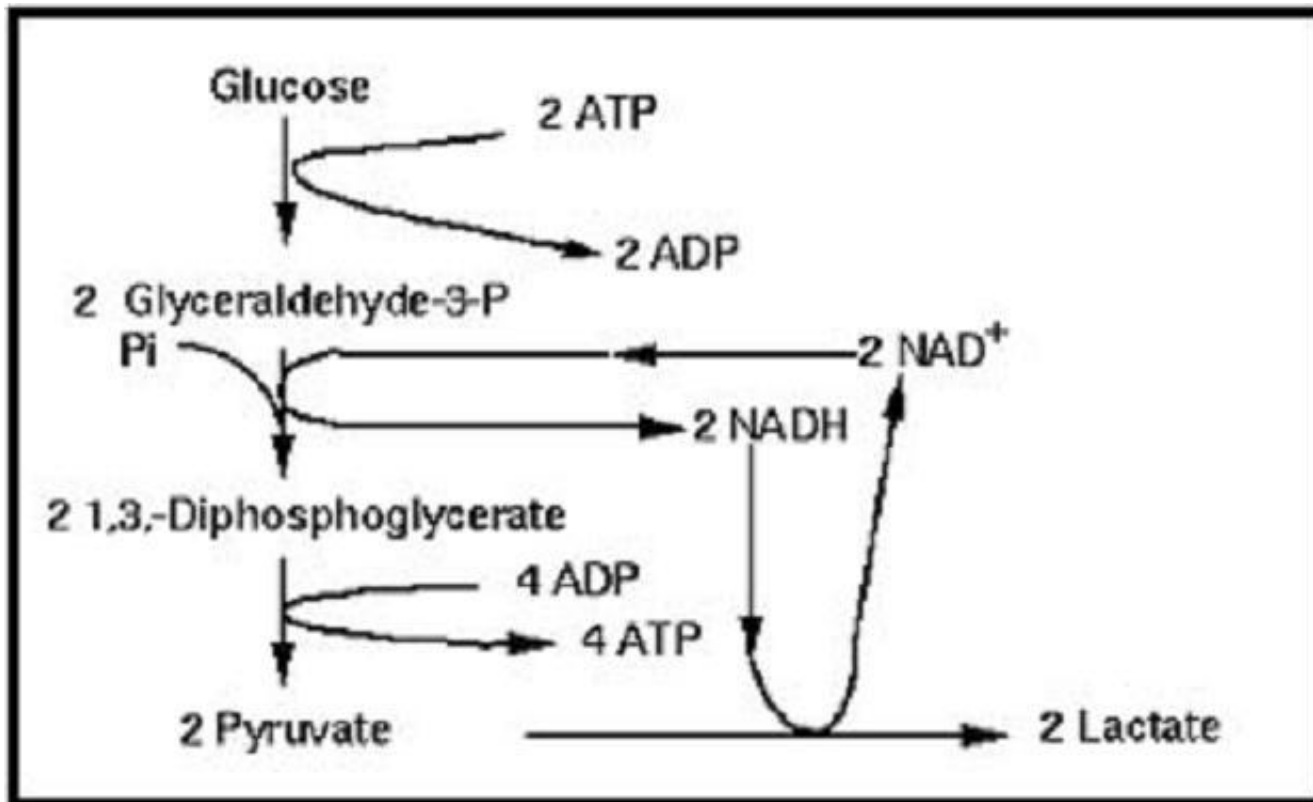 Glucose
2 ATP
2 ADP
2 Glyceraldehyde-3-P
Pi
2 NAD+
2 NADH
2 1,3,-Diphosphoglycerate
4 ADP
4 ATP
2 Pyruvate
2 Lactate